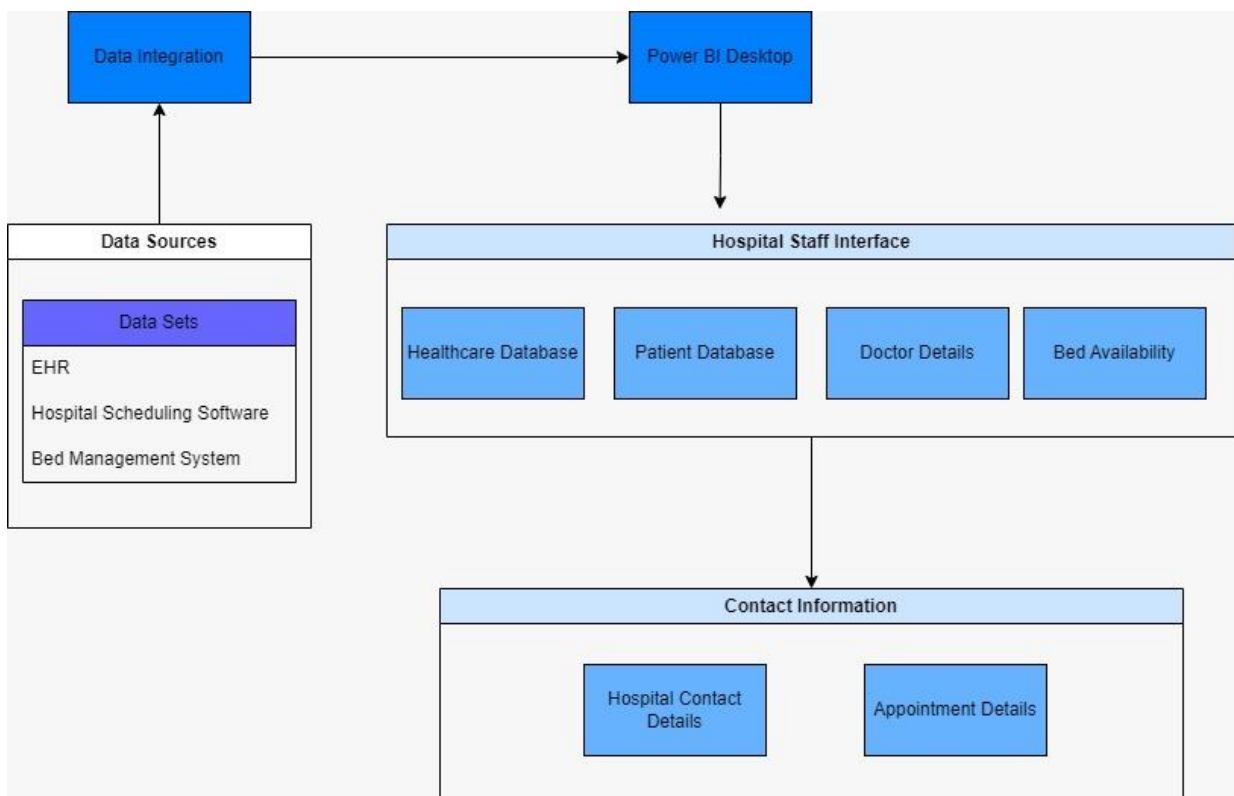 Data Integration
Power BI Desktop
Data Sources
Data Sets
EHR
Hospital Scheduling Software
Bed Management System
Hospital Staff Interface
Healthcare Database
Patient Database
Doctor Details
Bed Availability
Contact Information
Hospital Contact
Details
Appointment Details